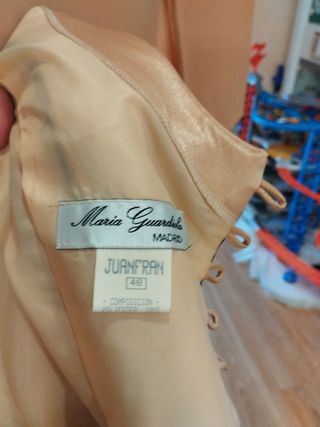 Maria Guardiola
MADRID
JUANFRAN
48
- COMPOSICION -